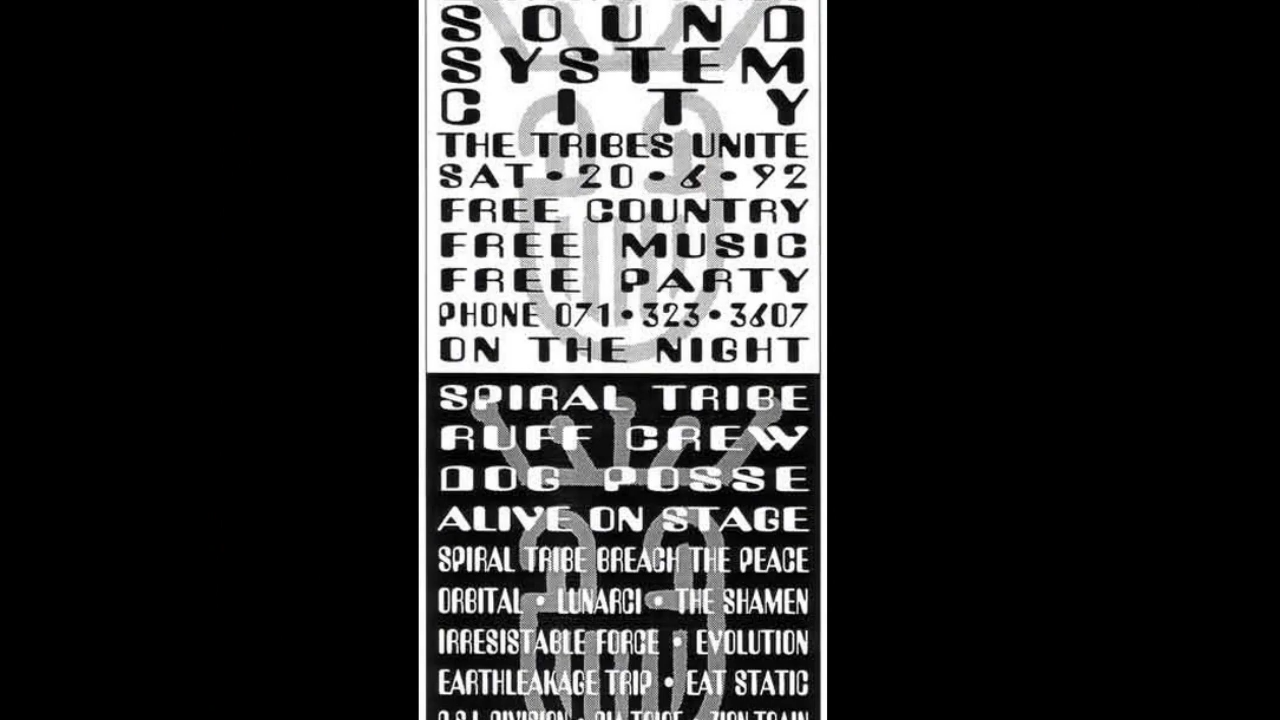 SOUND
SYSTEM
CITY
THE TRIBES UNITE
SAT • 20 • 6 • 92
FREE COUNTRY
FREE MUSIC
FREE PARTY
PHONE 071 • 323 • 3607
ON THE NIGHT
SPIRAL TRIBE
RUFF CREW
DOG POSSE
ALIVE ON STAGE
SPIRAL TRIBE BREACH THE PEACE
ORBITAL • LUNARCI • THE SHAMEN
IRRESISTABLE FORCE • EVOLUTION
EARTHLEAKAGE TRIP • EAT STATIC